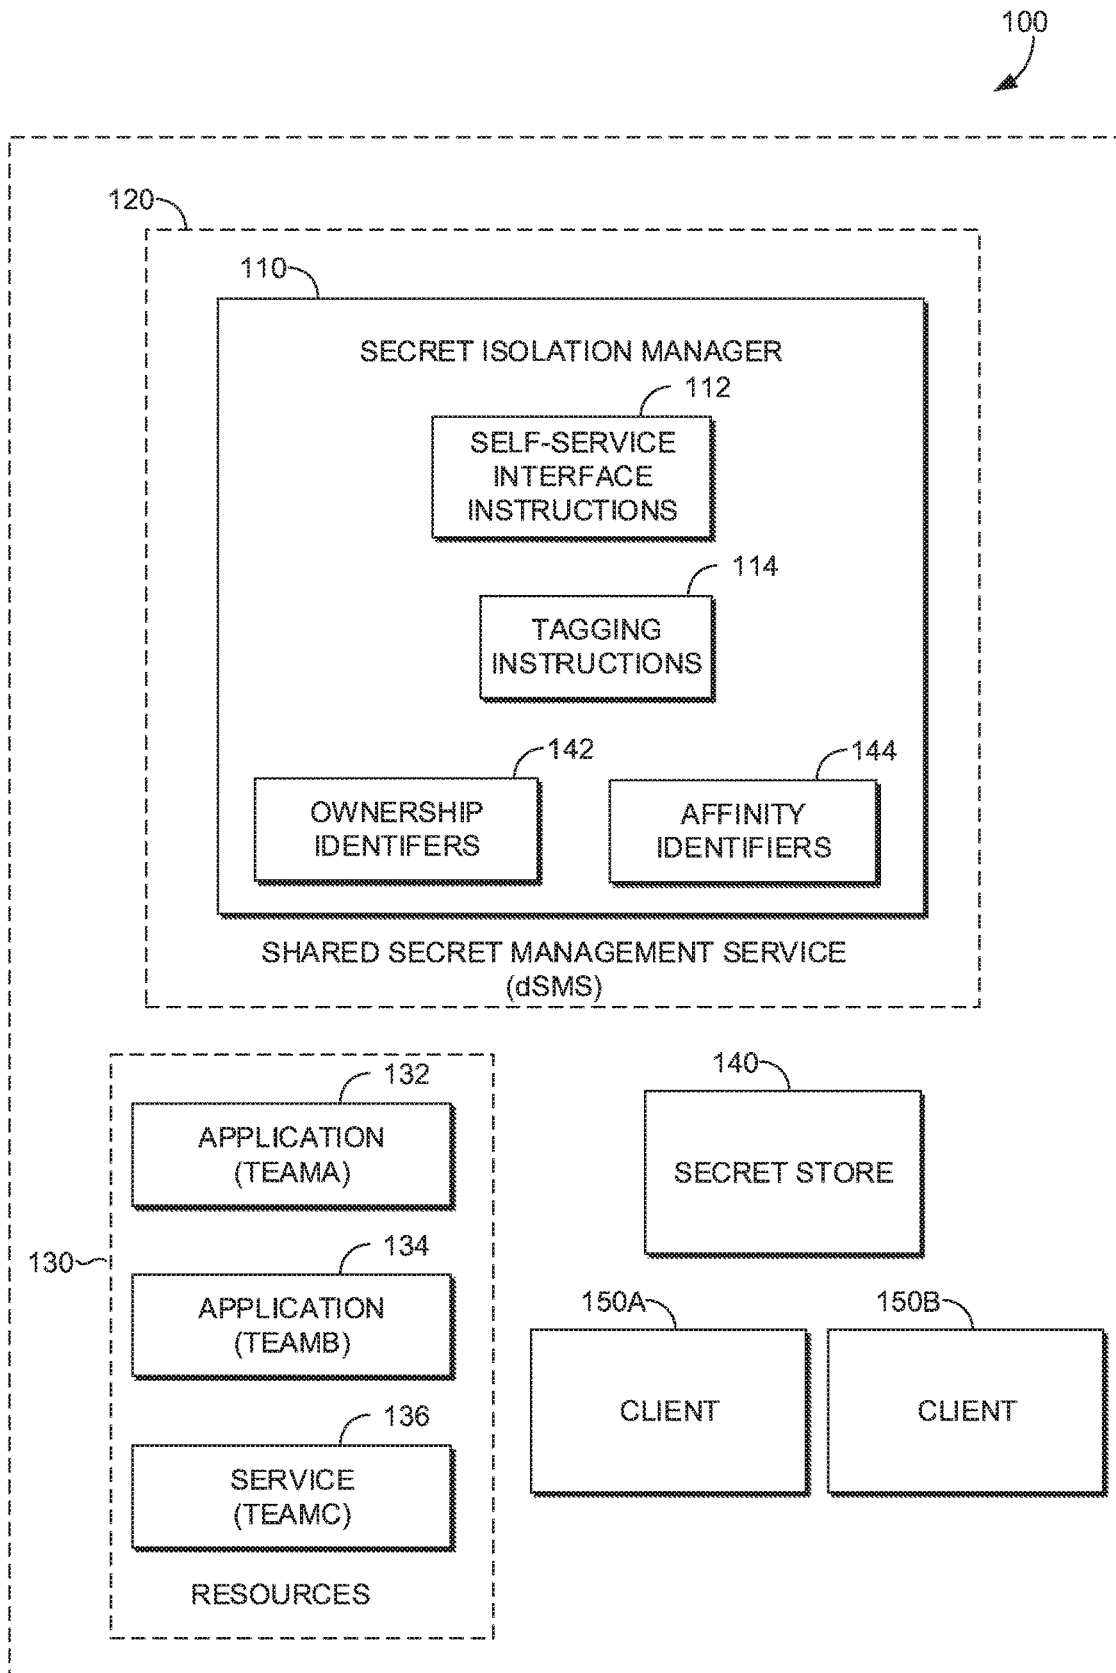 100
120
110
SECRET ISOLATION MANAGER
112
SELF-SERVICE
INTERFACE
INSTRUCTIONS
114
TAGGING
INSTRUCTIONS
142
OWNERSHIP
IDENTIFERS
144
AFFINITY
IDENTIFIERS
SHARED SECRET MANAGEMENT SERVICE
(dSMS)
130
132
APPLICATION
(TEAMA)
134
APPLICATION
(TEAMB)
136
SERVICE
(TEAMC)
RESOURCES
140
SECRET STORE
150A
CLIENT
150B
CLIENT